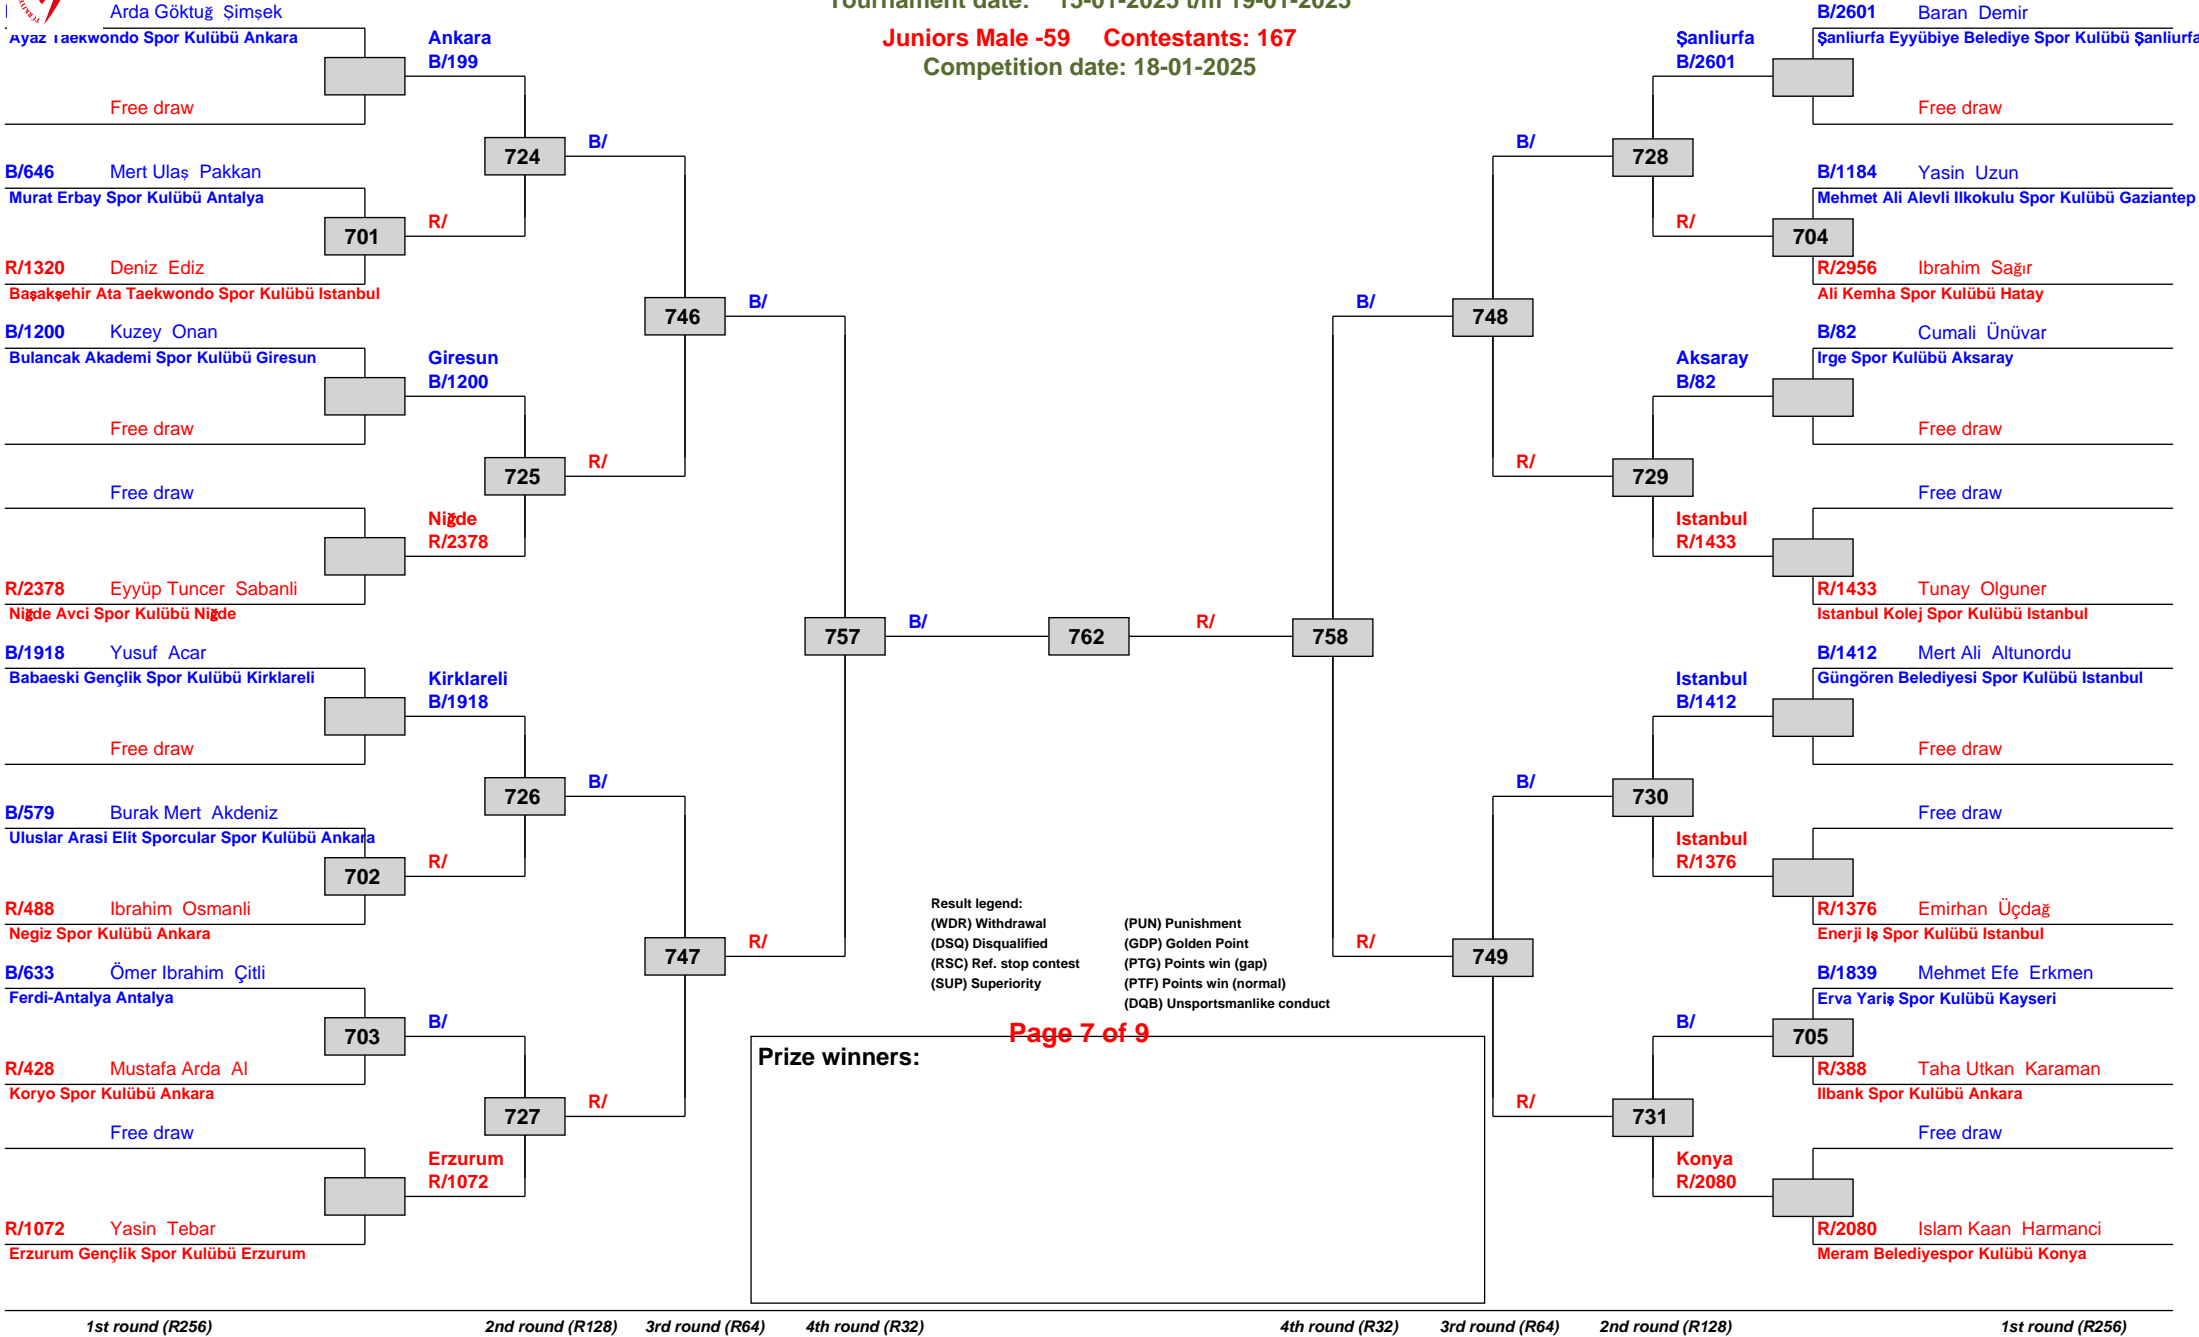 Tournament date: 15-01-2025 t/m 19-01-2025
Juniors Male -59 Contestants: 167
Competition date: 18-01-2025
Arda Göktuğ Şimşek
Ayaz Taekwondo Spor Kulübü Ankara
Free draw
B/646 Mert Ulaş Pakkan
Murat Erbay Spor Kulübü Antalya
701
R/1320 Deniz Ediz
Başakşehir Ata Taekwondo Spor Kulübü Istanbul
B/1200 Kuzey Onan
Bulancak Akademi Spor Kulübü Giresun
Free draw
Free draw
R/2378 Eyyüp Tuncer Sabanli
Niğde Avci Spor Kulübü Niğde
B/1918 Yusuf Acar
Babaeski Gençlik Spor Kulübü Kirklareli
Free draw
B/579 Burak Mert Akdeniz
Uluslar Arasi Elit Sporcular Spor Kulübü Ankara
702
R/488 Ibrahim Osmanli
Negiz Spor Kulübü Ankara
B/633 Ömer Ibrahim Çitli
Ferdi-Antalya Antalya
703
R/428 Mustafa Arda Al
Koryo Spor Kulübü Ankara
Free draw
R/1072 Yasin Tebar
Erzurum Gençlik Spor Kulübü Erzurum
Ankara
B/199
724
R/
Giresun
B/1200
725
Niğde
R/2378
Kirklareli
B/1918
726
R/
B/
727
Erzurum
R/1072
B/
746
R/
B/
747
R/
B/
757
R/
B/
762
R/
B/
758
R/
B/
748
R/
B/
749
R/
Şanliurfa
B/2601
728
R/
Aksaray
B/82
729
Istanbul
R/1433
Istanbul
B/1412
730
Istanbul
R/1376
B/
731
Konya
R/2080
B/2601 Baran Demir
Şanliurfa Eyyübiye Belediye Spor Kulübü Şanliurfa
Free draw
B/1184 Yasin Uzun
Mehmet Ali Alevli Ilkokulu Spor Kulübü Gaziantep
704
R/2956 Ibrahim Sağır
Ali Kemha Spor Kulübü Hatay
B/82 Cumali Ünüvar
Irge Spor Kulübü Aksaray
Free draw
Free draw
R/1433 Tunay Olguner
Istanbul Kolej Spor Kulübü Istanbul
B/1412 Mert Ali Altunordu
Güngören Belediyesi Spor Kulübü Istanbul
Free draw
Free draw
R/1376 Emirhan Üçdağ
Enerji Iş Spor Kulübü Istanbul
B/1839 Mehmet Efe Erkmen
Erva Yariş Spor Kulübü Kayseri
705
R/388 Taha Utkan Karaman
Ilbank Spor Kulübü Ankara
Free draw
R/2080 Islam Kaan Harmanci
Meram Belediyespor Kulübü Konya
Result legend:
(WDR) Withdrawal (PUN) Punishment
(DSQ) Disqualified (GDP) Golden Point
(RSC) Ref. stop contest (PTG) Points win (gap)
(SUP) Superiority (PTF) Points win (normal)
(DQB) Unsportsmanlike conduct
Page 7 of 9
Prize winners:
1st round (R256) 2nd round (R128) 3rd round (R64) 4th round (R32) 4th round (R32) 3rd round (R64) 2nd round (R128) 1st round (R256)